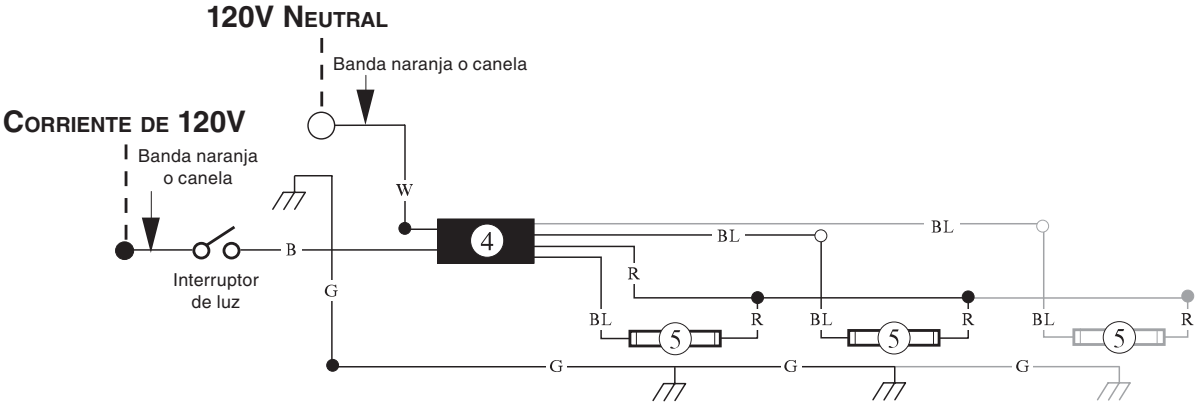 120V NEUTRAL
Banda naranja o canela
CORRIENTE DE 120V
Banda naranja
o canela
W
BL
4
BL
B
Interruptor
de luz
R
G
BL
R
BL
R
BL
R
5
5
5
G
G
G